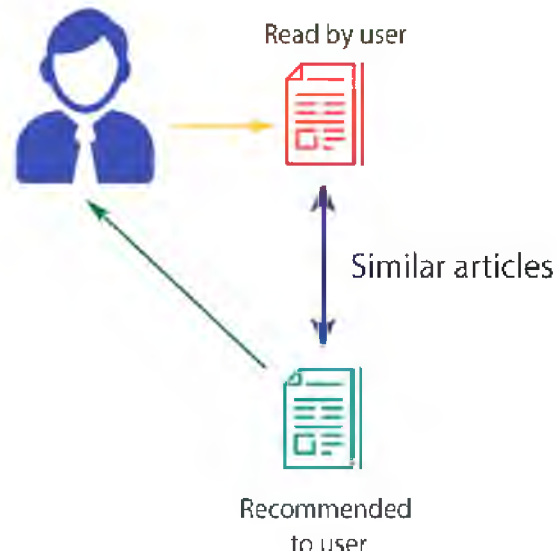 Read by user
Similar articles
Recommended
to user